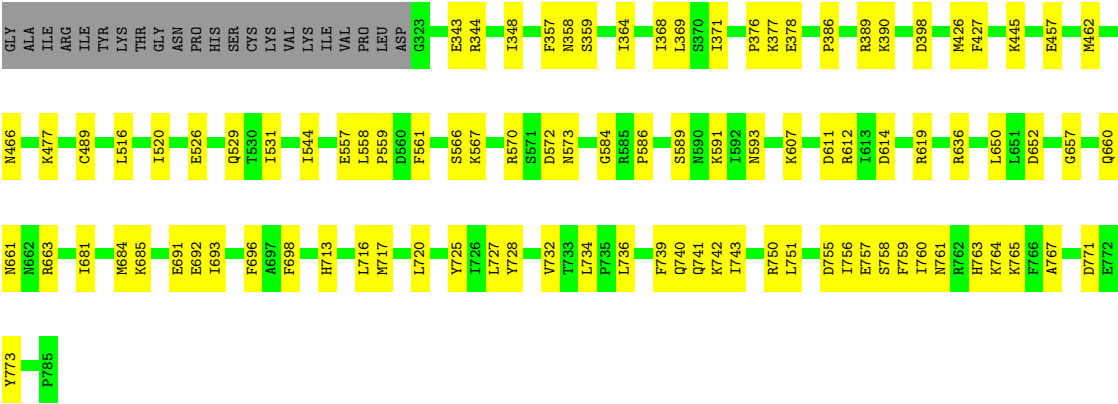 GLY ALA ILE ARG ILE TYR LYS THR GLY ASN PRO HIS SER CYS LYS VAL LYS ILE VAL PRO LEU ASP G323 E343 R344 I348 F357 N358 S359 I364 I368 L369 S370 I371 P376 K377 E378 P386 R389 K390 D398 M426 F427 K445 E457 M462
N466 K477 C489 L516 I520 E526 Q529 T530 I531 I544 E557 L558 P559 D560 F561 S566 K567 R570 S571 D572 N573 G584 R585 P586 S589 N590 K591 I592 N593 K607 D611 R612 I613 D614 R619 R636 L650 L651 D652 G657 Q660
N661 N662 R663 I681 M684 K685 E691 E692 I693 F696 A697 F698 H713 L716 M717 L720 Y725 I726 L727 Y728 V732 T733 L734 P735 L736 F739 Q740 Q741 K742 I743 R750 L751 D755 I756 E757 S758 F759 I760 N761 R762 H763 K764 K765 F766 A767 D771 E772
Y773 P785